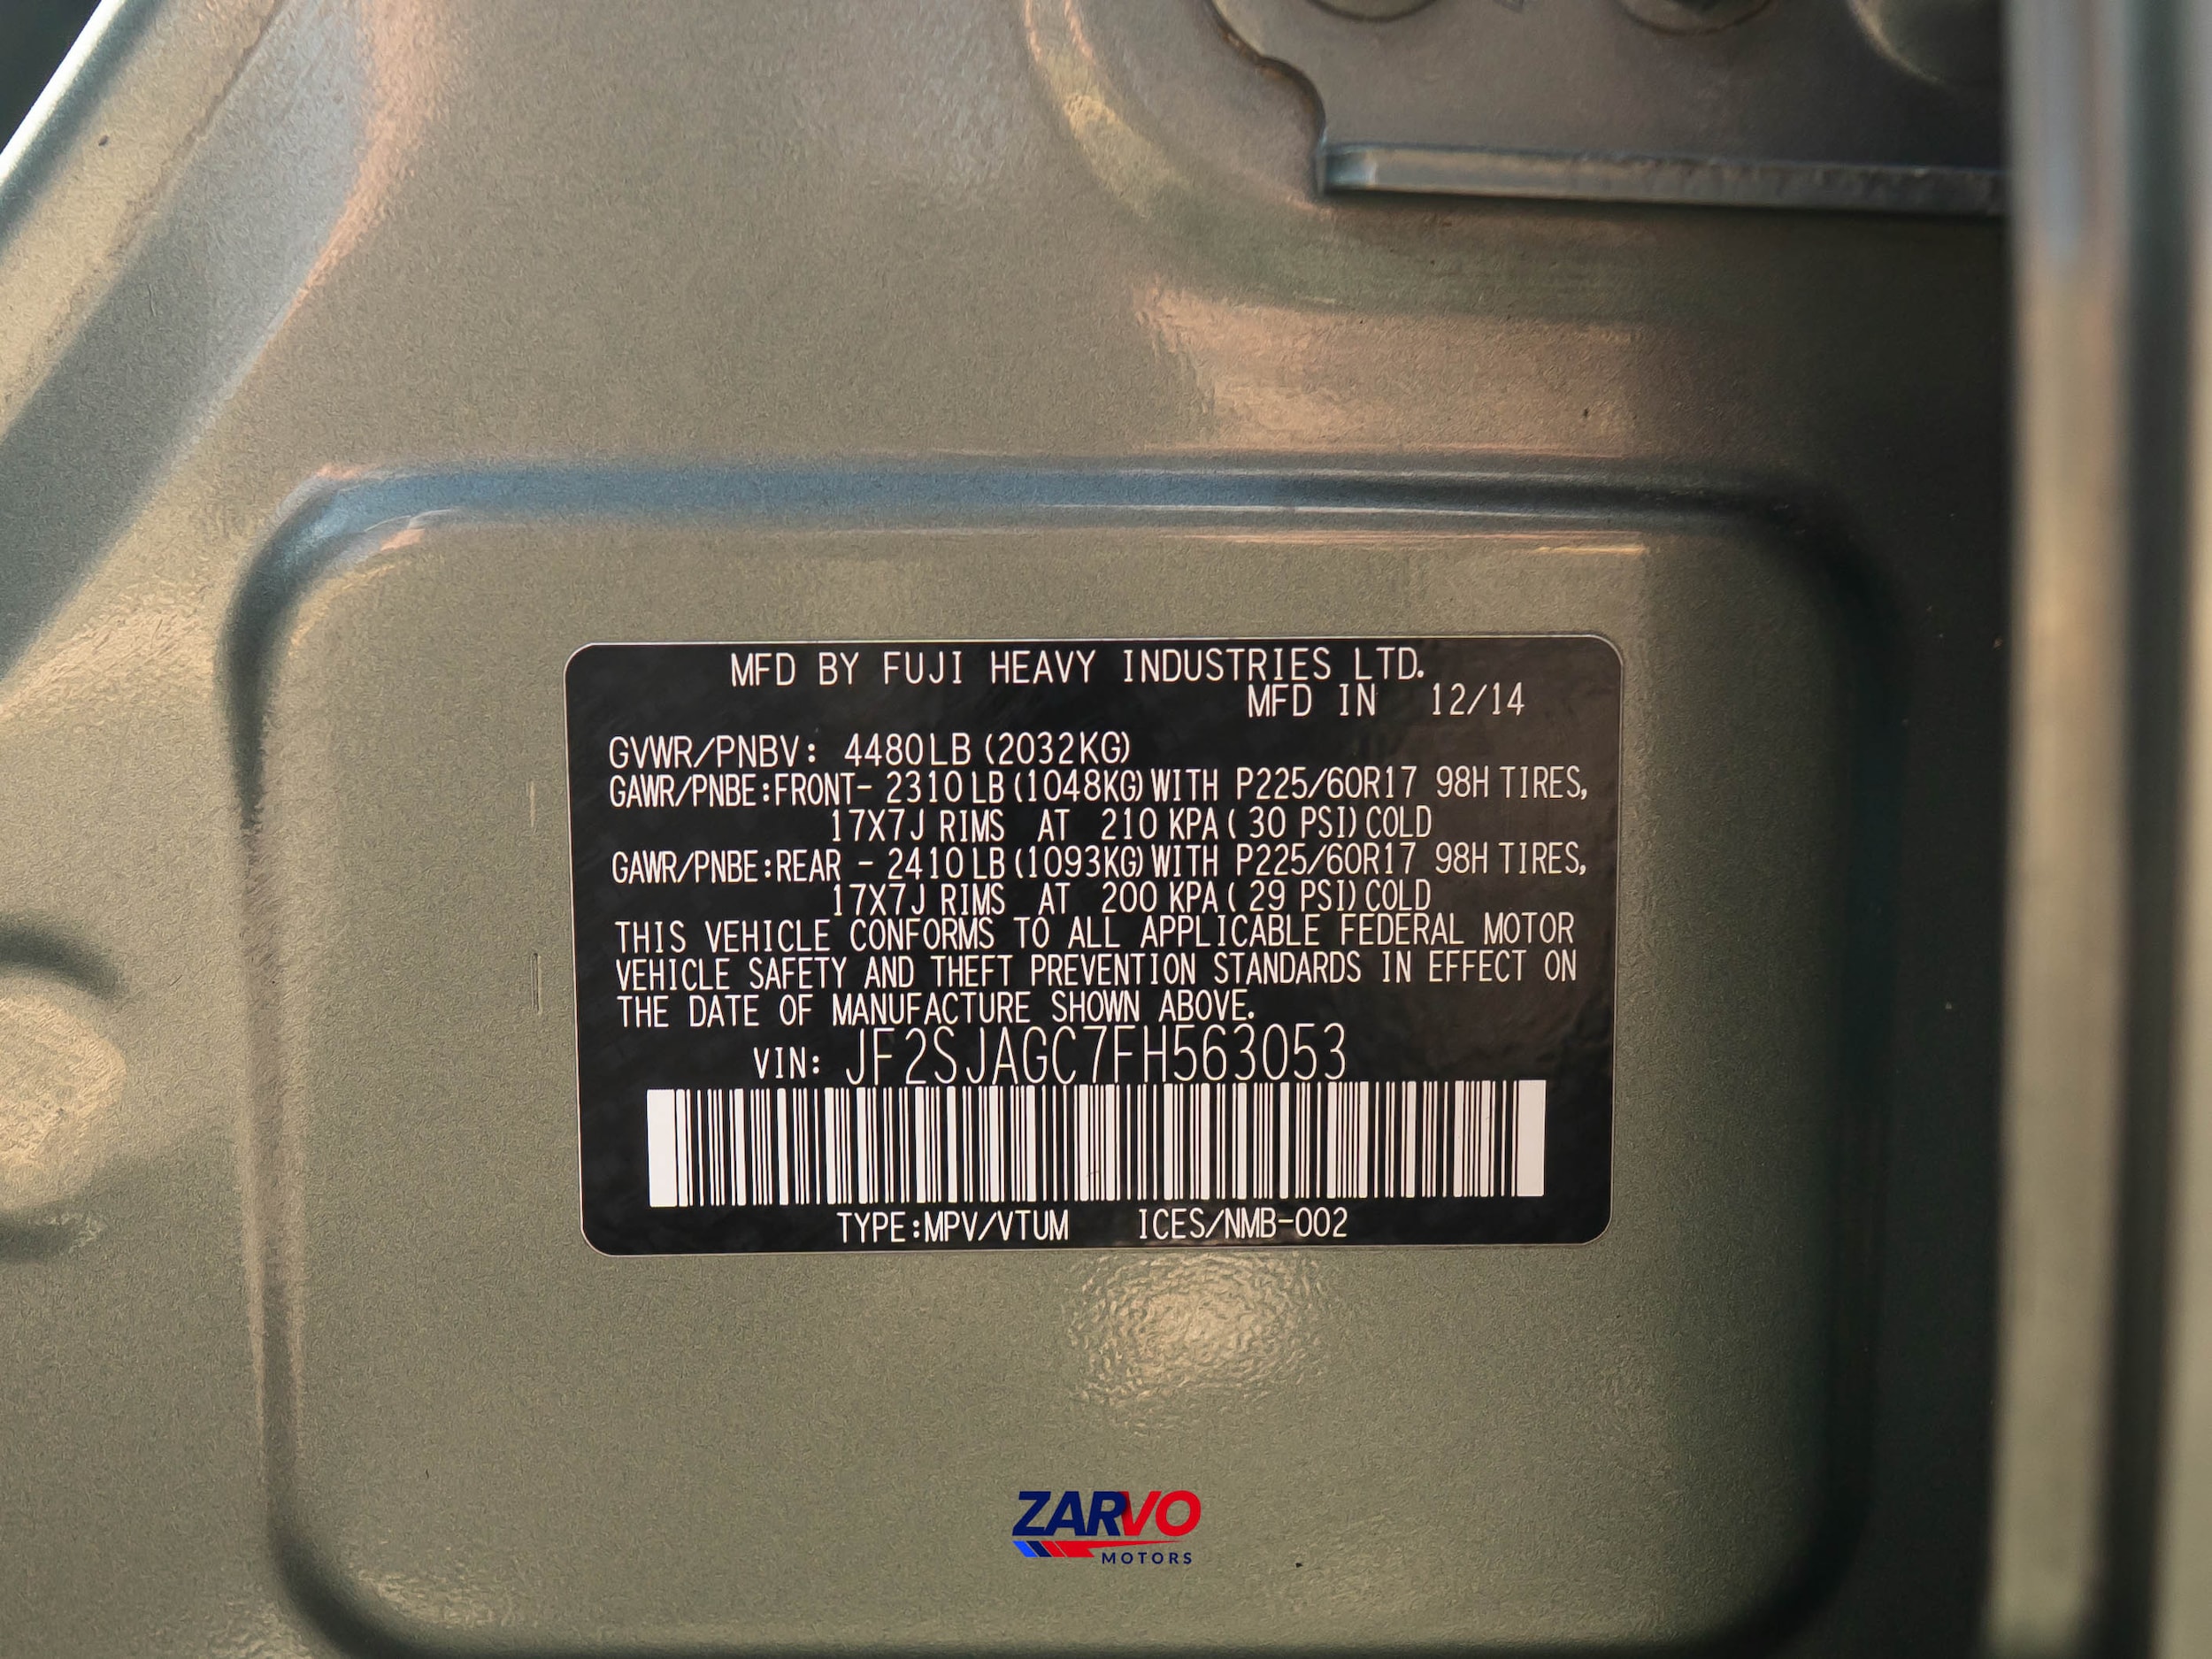 MFD BY FUJI HEAVY INDUSTRIES LTD.
MFD IN 12/14
GVWR/PNBV: 4480LB (2032KG)
GAWR/PNBE:FRONT- 2310LB (1048KG) WITH P225/60R17 98H TIRES,
17X7J RIMS AT 210 KPA ( 30 PSI) COLD
GAWR/PNBE:REAR - 2410LB (1093KG) WITH P225/60R17 98H TIRES,
17X7J RIMS AT 200 KPA ( 29 PSI) COLD
THIS VEHICLE CONFORMS TO ALL APPLICABLE FEDERAL MOTOR
VEHICLE SAFETY AND THEFT PREVENTION STANDARDS IN EFFECT ON
THE DATE OF MANUFACTURE SHOWN ABOVE.
VIN: JF2SJAGC7FH563053
TYPE:MPV/VTUM ICES/NMB-002
ZARVO
MOTORS